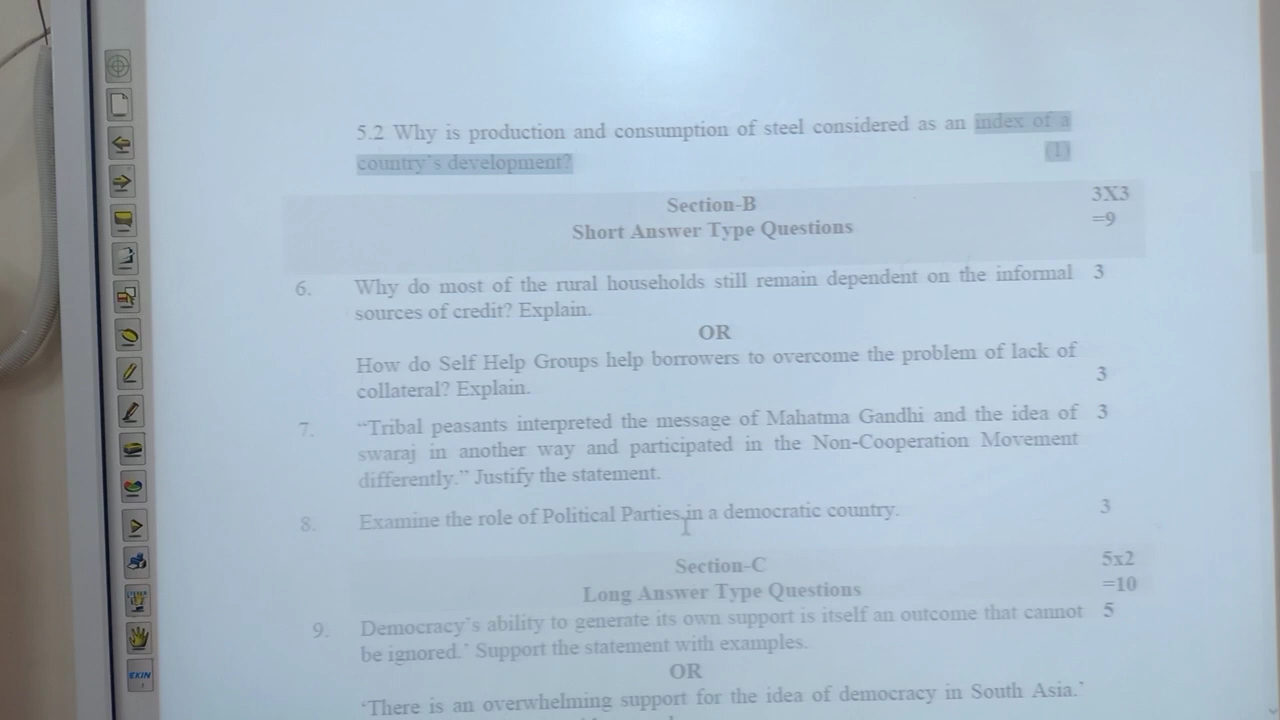 5.2 Why is production and consumption of steel considered as an index of a
country's development? (1)
Section-B 3X3
Short Answer Type Questions =9
6. Why do most of the rural households still remain dependent on the informal 3
sources of credit? Explain.
OR
How do Self Help Groups help borrowers to overcome the problem of lack of
collateral? Explain. 3
7. “Tribal peasants interpreted the message of Mahatma Gandhi and the idea of 3
swaraj in another way and participated in the Non-Cooperation Movement
differently.” Justify the statement.
8. Examine the role of Political Parties in a democratic country. 3
Section-C 5x2
Long Answer Type Questions =10
9. Democracy's ability to generate its own support is itself an outcome that cannot 5
be ignored.' Support the statement with examples.
OR
‘There is an overwhelming support for the idea of democracy in South Asia.’
EKIN